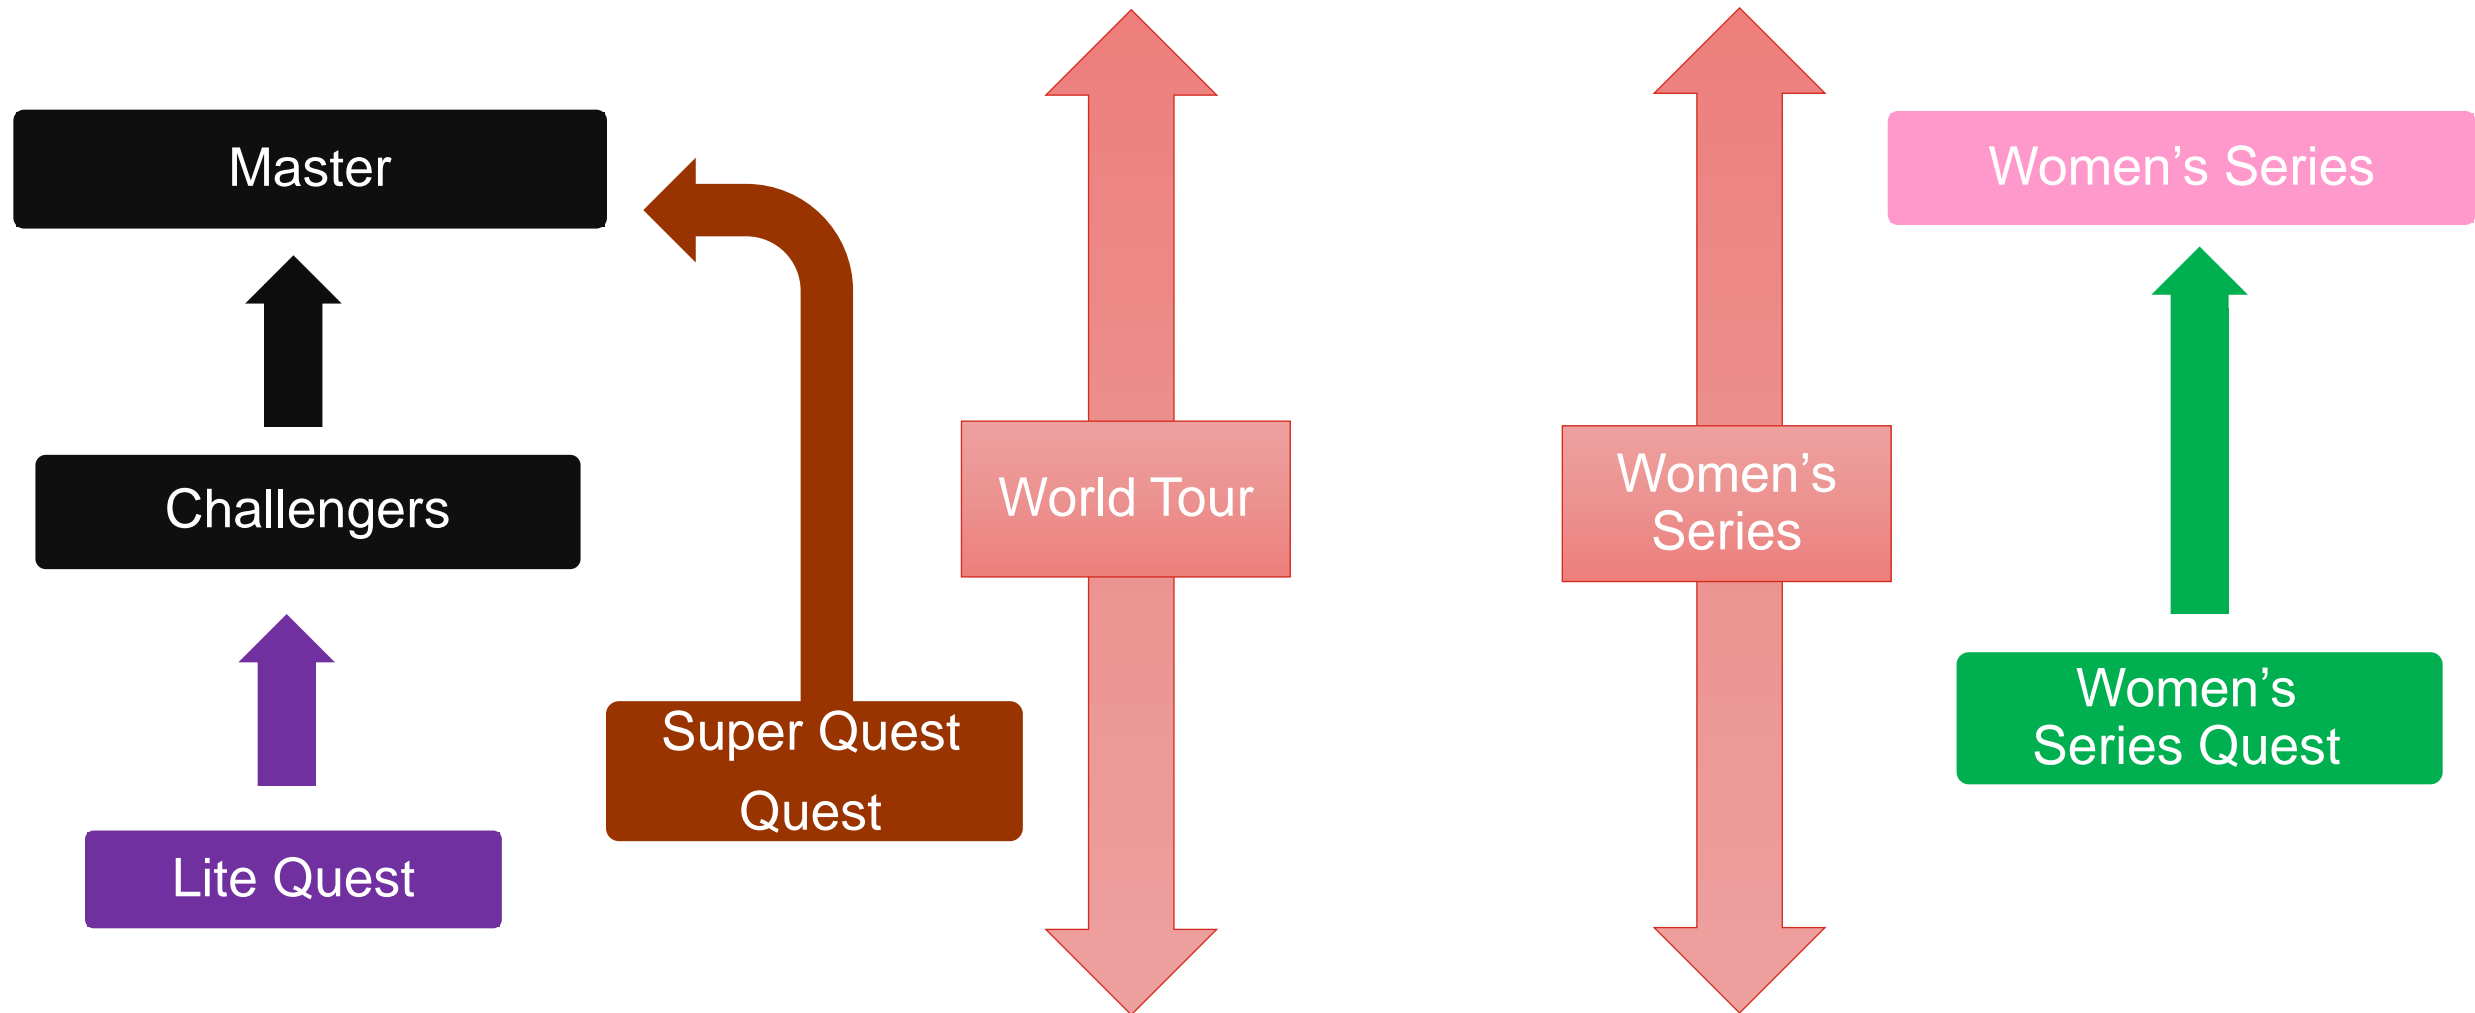 Master
Challengers
Lite Quest
Super Quest
Quest
World Tour
Women’s
Series
Women’s Series
Women’s
Series Quest